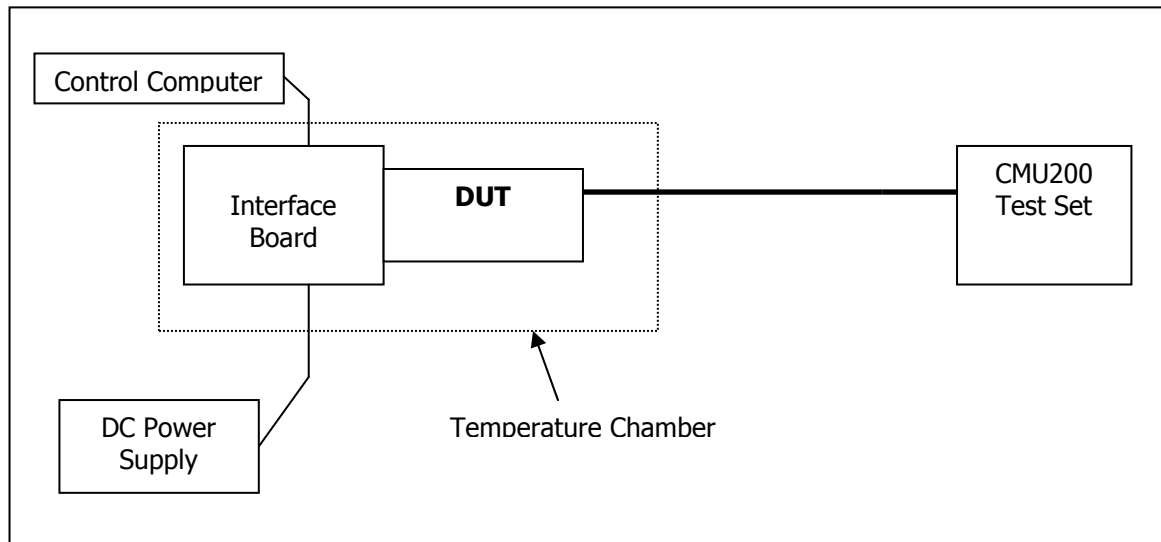 Control Computer
Interface
Board
DUT
CMU200
Test Set
DC Power
Supply
Temperature Chamber